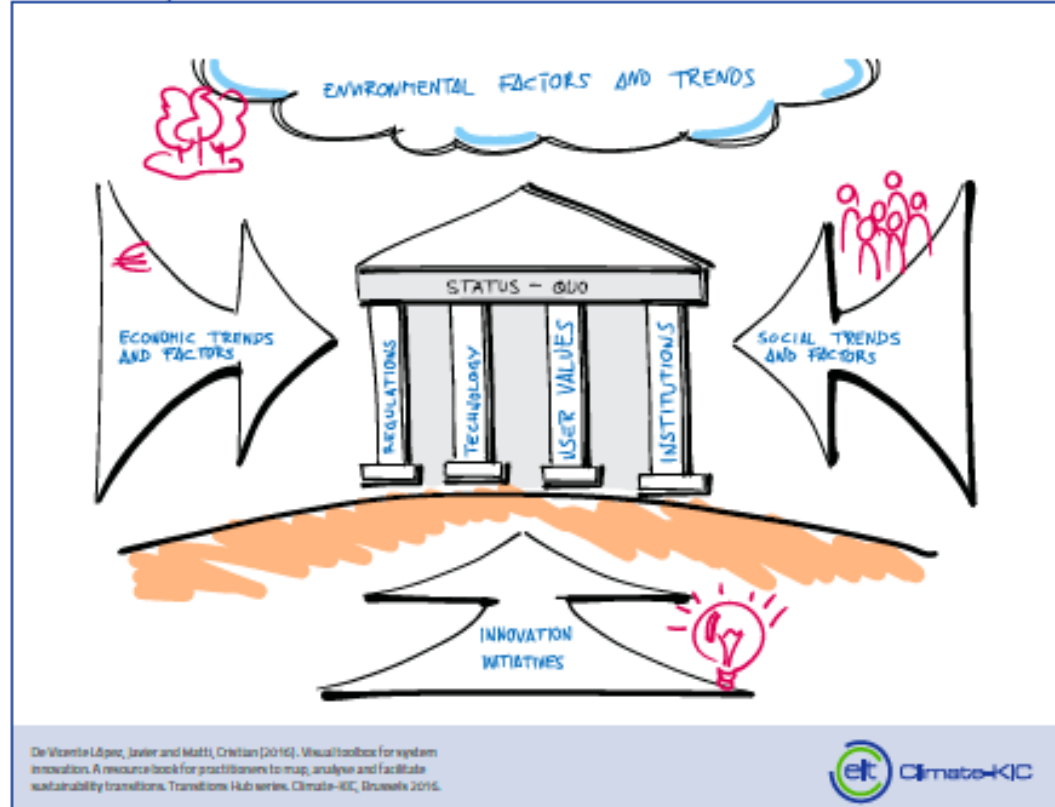 ENVIRONMENTAL FACTORS AND TRENDS
€
STATUS - QUO
ECONOMIC TRENDS
AND FACTORS
REGULATIONS
TECHNOLOGY
USER VALUES
INSTITUTIONS
SOCIAL TRENDS
AND FACTORS
INNOVATION
INITIATIVES
De Vicente López, Javier and Matti, Cristian (2016). Visual toolbox for system
innovation. A resource book for practitioners to map, analyse and facilitate
sustainability transitions. Transitions Hub series. Climate-KIC, Brussels 2016.
eit Climate-KIC